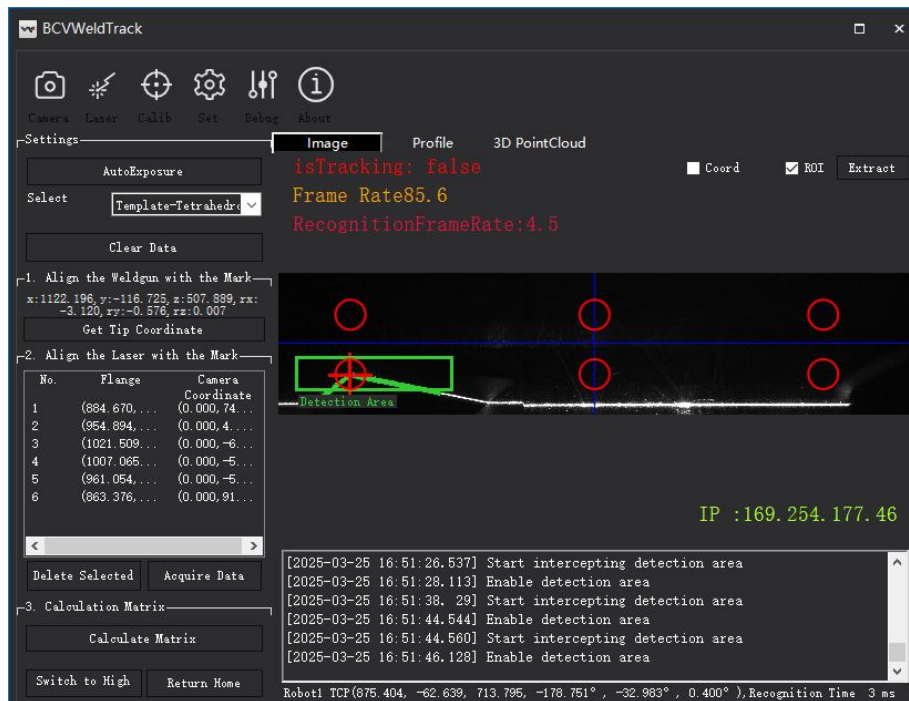 BCVWeldTrack
Camera Laser Calib Set Debug About
Settings
AutoExposure
Select Template-Tetrahedr
Clear Data
1. Align the Weldgun with the Mark
x:1122.196, y:-116.725, z:507.889, rx:
-3.120, ry:-0.576, rz:0.007
Get Tip Coordinate
2. Align the Laser with the Mark
No. Flange Camera
Coordinate
1 (884.670, ... (0.000, 74...
2 (954.894, ... (0.000, 4...
3 (1021.509... (0.000, -6...
4 (1007.065... (0.000, -5...
5 (961.054, ... (0.000, -5...
6 (863.376, ... (0.000, 91...
Delete Selected Acquire Data
3. Calculation Matrix
Calculate Matrix
Switch to High Return Home
Image Profile 3D PointCloud
isTracking: false
Coord ROI Extract
Frame Rate85.6
RecognitionFrameRate:4.5
Detection Area
IP :169.254.177.46
[2025-03-25 16:51:26.537] Start intercepting detection area
[2025-03-25 16:51:28.113] Enable detection area
[2025-03-25 16:51:38. 29] Start intercepting detection area
[2025-03-25 16:51:44.544] Enable detection area
[2025-03-25 16:51:44.560] Start intercepting detection area
[2025-03-25 16:51:46.128] Enable detection area
Robot1 TCP(875.404, -62.639, 713.795, -178.751° , -32.983° , 0.400° ),Recognition Time 3 ms